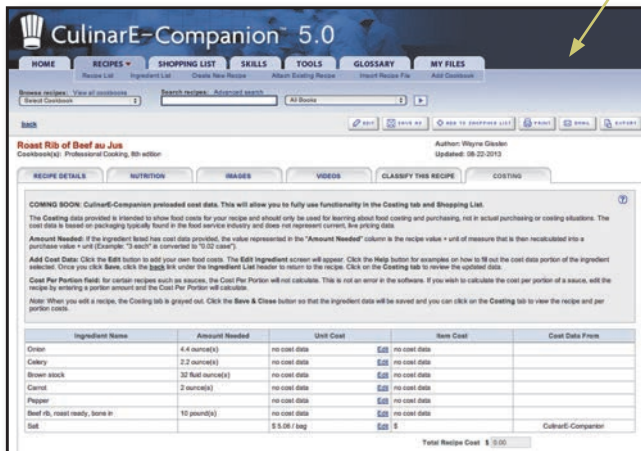 CulinarE-Companion™ 5.0
HOME RECIPES SHOPPING LIST SKILLS TOOLS GLOSSARY MY FILES
Recipe List Ingredient List Create New Recipe Attach Existing Recipe Import Recipe File Add Cookbook
Browse recipes: View all cookbooks Search recipes: Advanced search
Select Cookbook All Books
back EDIT SAVE AS ADD TO SHOPPING LIST PRINT EMAIL EXPORT
Roast Rib of Beef au Jus Author: Wayne Gisslen
Cookbook(s): Professional Cooking, 8th edition Updated: 08-22-2013
RECIPE DETAILS NUTRITION IMAGES VIDEOS CLASSIFY THIS RECIPE COSTING
COMING SOON: CulinarE-Companion preloaded cost data. This will allow you to fully use functionality in the Costing tab and Shopping List. ?
The Costing data provided is intended to show food costs for your recipe and should only be used for learning about food costing and purchasing, not in actual purchasing or costing situations. The
cost data is based on packaging typically found in the food service industry and does not represent current, live pricing data.
Amount Needed: If the ingredient listed has cost data provided, the value represented in the "Amount Needed" column is the recipe value + unit of measure that is then recalculated into a
purchase value + unit (Example: "3 each" is converted to "0.02 case").
Add Cost Data: Click the Edit button to add your own food costs. The Edit Ingredient screen will appear. Click the Help button for examples on how to fill out the cost data portion of the ingredient
selected. Once you click Save, click the back link under the Ingredient List header to return to the recipe. Click on the Costing tab to review the updated data.
Cost Per Portion field: for certain recipes such as sauces, the Cost Per Portion will not calculate. This is not an error in the software. If you wish to calculate the cost per portion of a sauce, edit the
recipe by entering a portion amount and the Cost Per Portion will calculate.
Note: When you edit a recipe, the Costing tab is grayed out. Click the Save & Close button so that the ingredient data will be saved and you can click on the Costing tab to view the recipe and per
portion costs.
Ingredient Name Amount Needed Unit Cost Item Cost Cost Data From
Onion 4.4 ounce(s) no cost data Edit no cost data
Celery 2.2 ounce(s) no cost data Edit no cost data
Brown stock 32 fluid ounce(s) no cost data Edit no cost data
Carrot 2 ounce(s) no cost data Edit no cost data
Pepper no cost data Edit no cost data
Beef rib, roast ready, bone in 10 pound(s) no cost data Edit no cost data
Salt $ 5.06 / bag Edit $ CulinarE-Companion
Total Recipe Cost $ 0.00